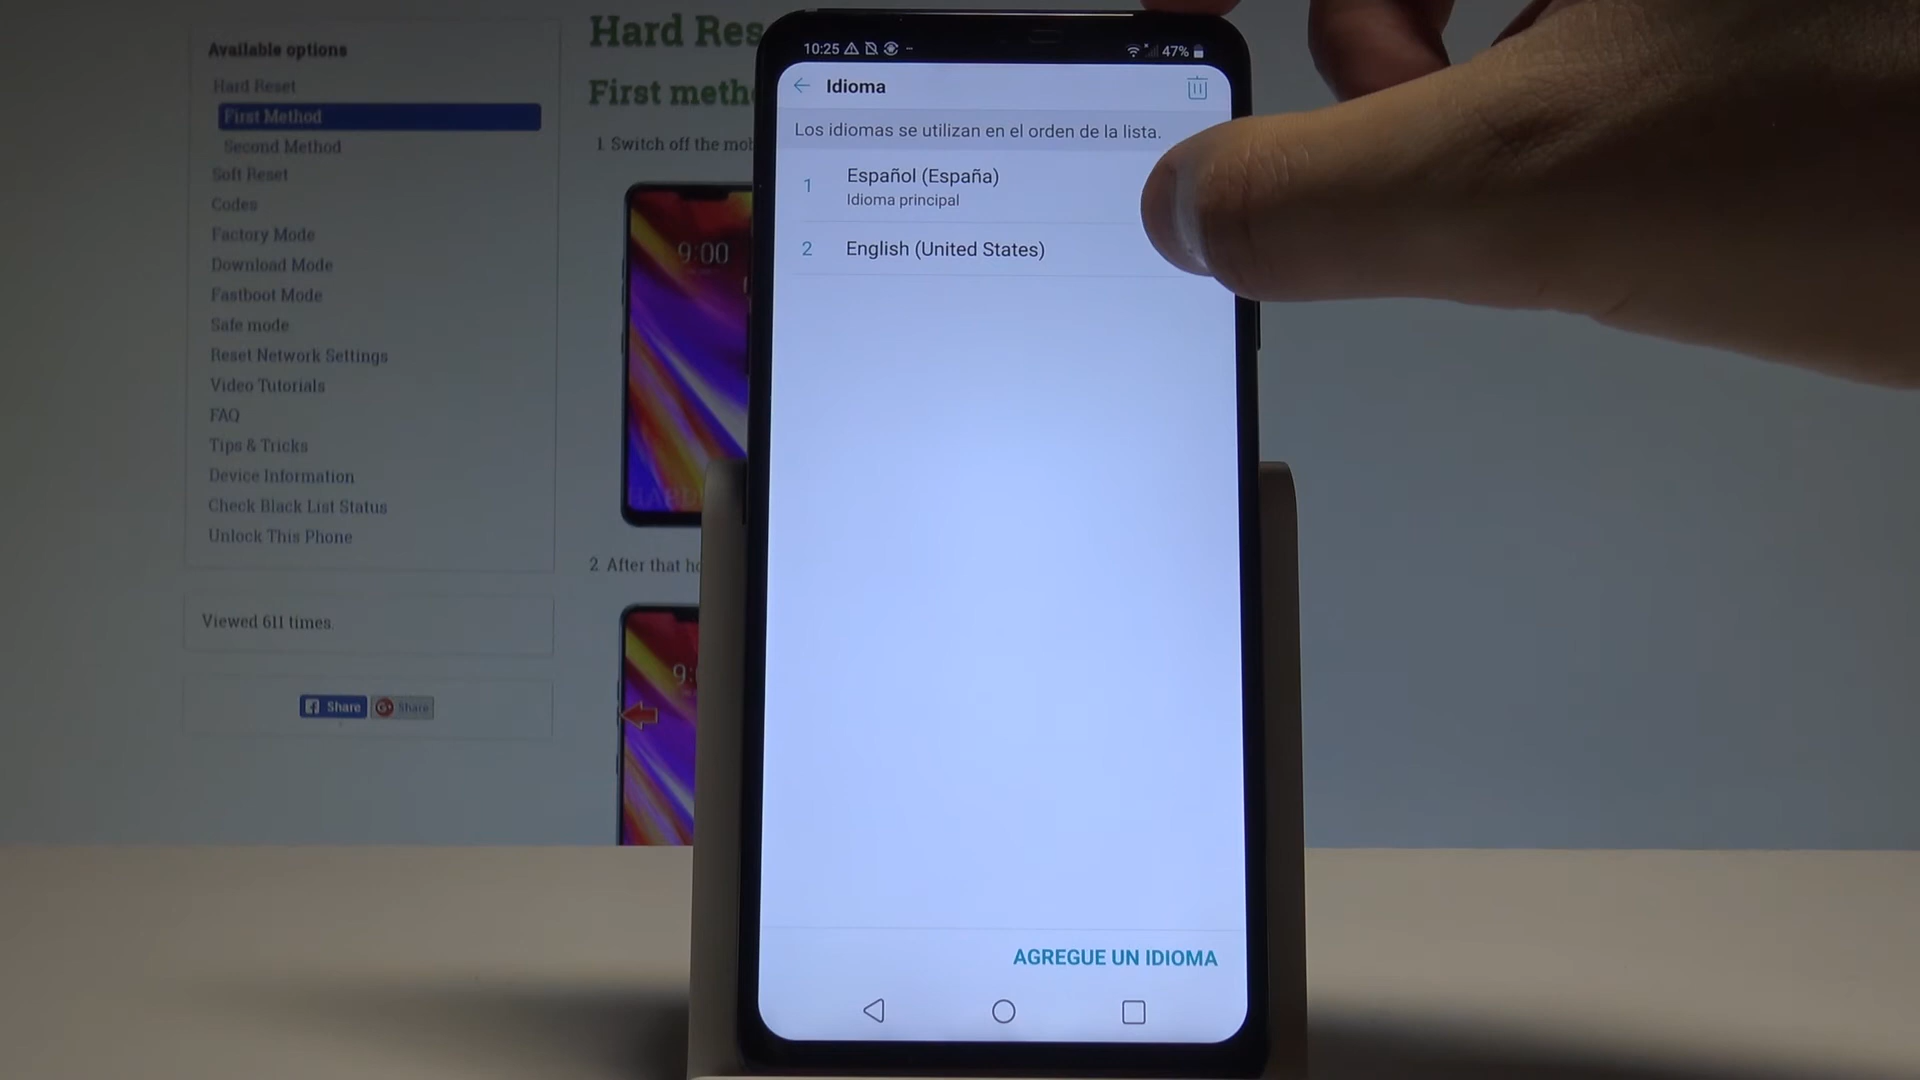 Available options
Hard Reset
First Method
Second Method
Soft Reset
Codes
Factory Mode
Download Mode
Fastboot Mode
Safe mode
Reset Network Settings
Video Tutorials
FAQ
Tips & Tricks
Device Information
Check Black List Status
Unlock This Phone
Viewed 611 times.
Share
Share
Hard Res
First metho
1 Switch off the mob
9:00
2 After that ho
9:
10:25
47%
Idioma
Los idiomas se utilizan en el orden de la lista.
1 Español (España)
Idioma principal
2 English (United States)
AGREGUE UN IDIOMA